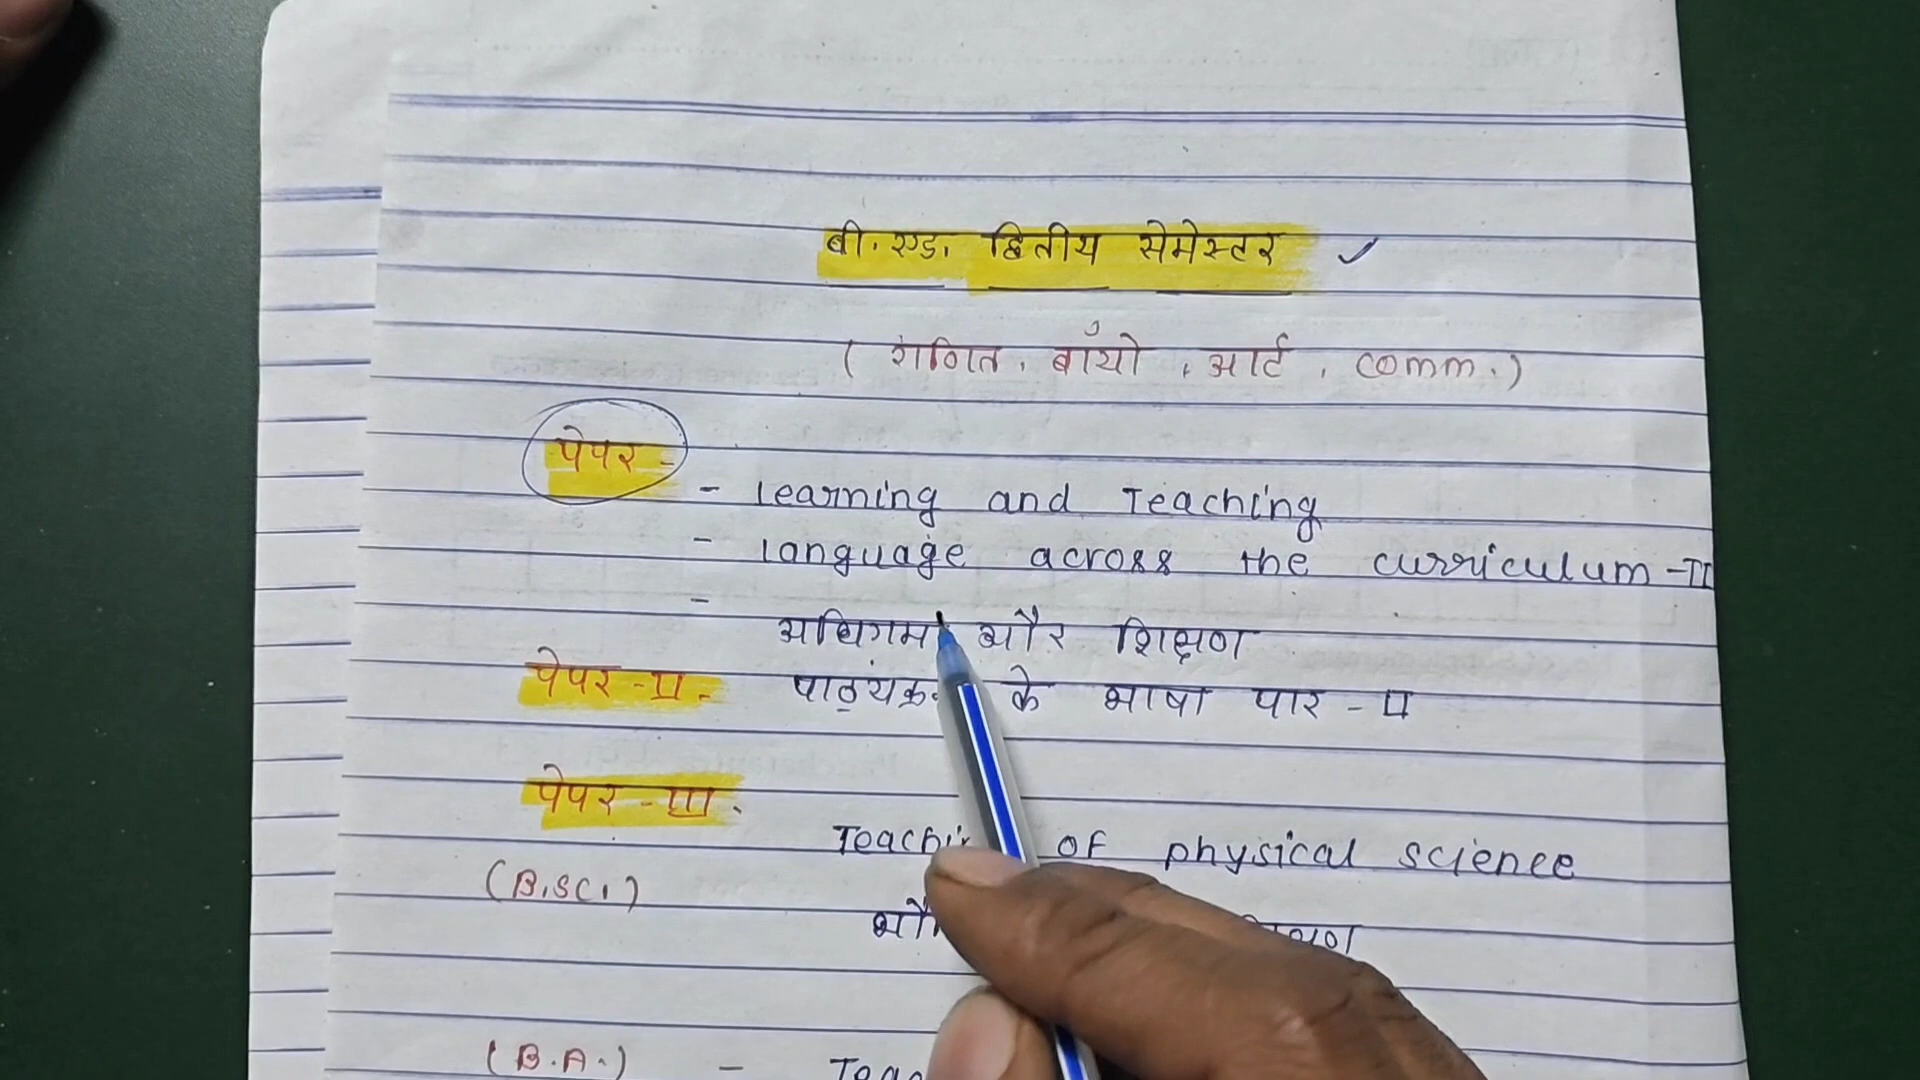 बी.एड. द्वितीय सेमेस्टर
( गणित, बाँयो, आर्ट, comm.)
पेपर -
- Learning and Teaching
- Language across the curriculum - II
- अधिगम और शिक्षण
पेपर - II - के भाषा पार - II
पेपर - III -
of physical science
(B.SC.)
(B.A.) -